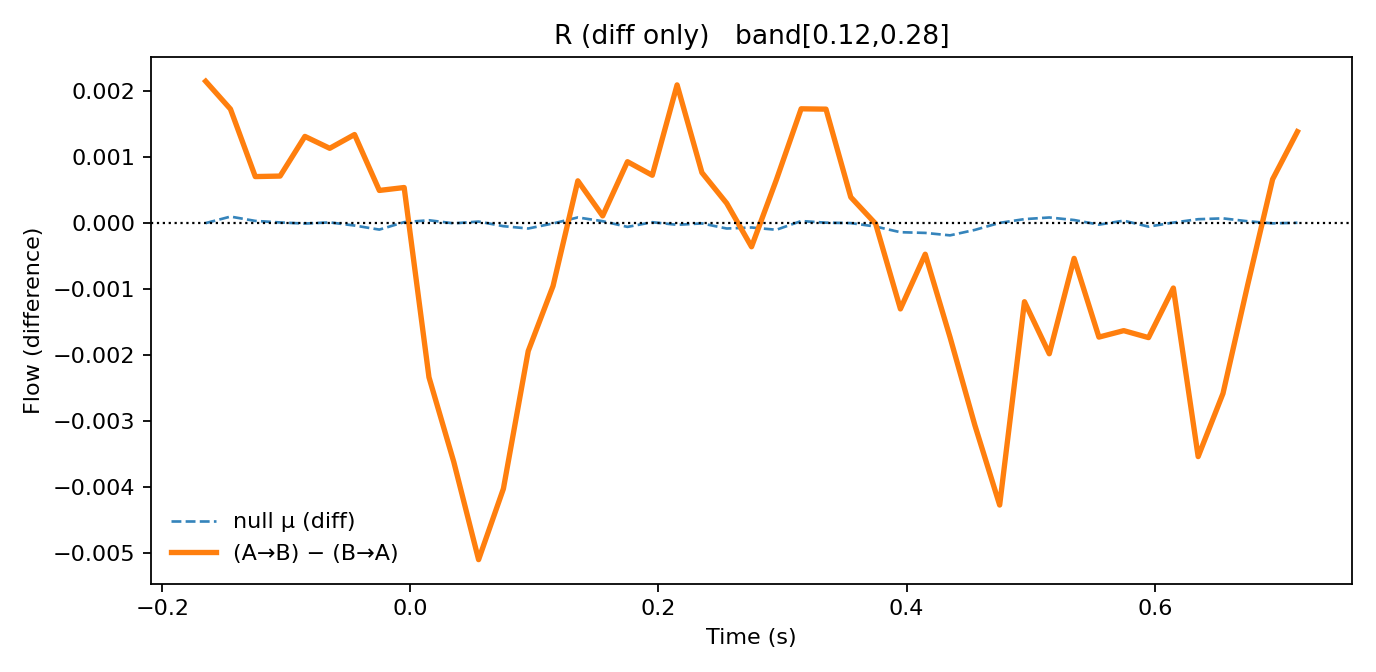 R (diff only)   band[0.12,0.28]
Flow (difference)
0.002
0.001
0.000
−0.001
−0.002
−0.003
−0.004
−0.005
null μ (diff)
(A→B) − (B→A)
−0.2 0.0 0.2 0.4 0.6
Time (s)